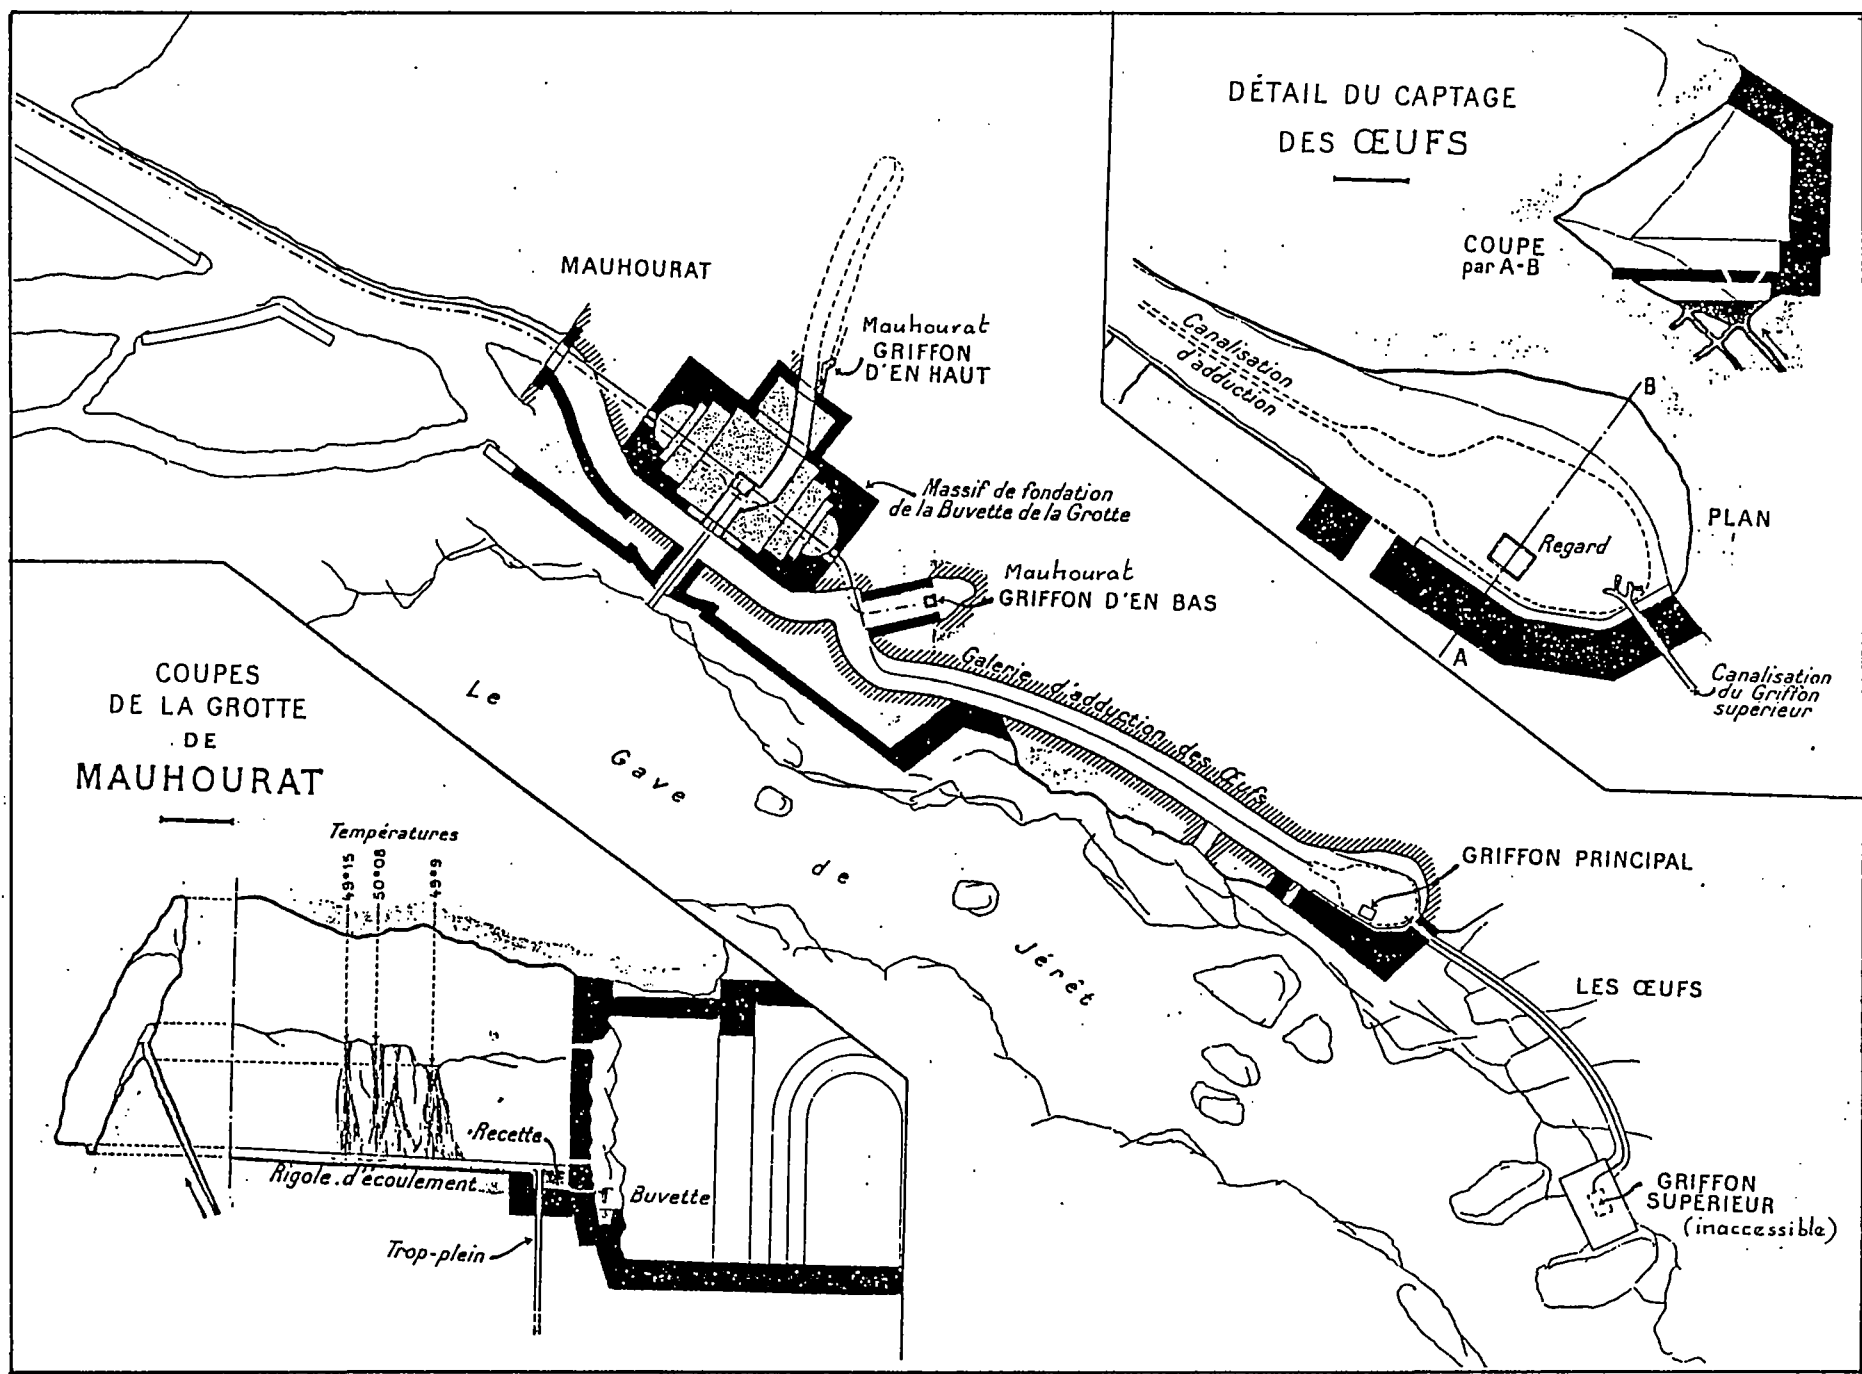 DÉTAIL DU CAPTAGE
DES ŒUFS
COUPE
par A-B
Canalisation
d'adduction
B
PLAN
Regard
A
Canalisation
du Griffon
supérieur
MAUHOURAT
Mauhourat
GRIFFON
D'EN HAUT
Massif de fondation
de la Buvette de la Grotte
Mauhourat
GRIFFON D'EN BAS
Galerie d'adduction des Œufs
Le Gave de Jérêt
GRIFFON PRINCIPAL
LES ŒUFS
GRIFFON
SUPÉRIEUR
(inaccessible)
COUPES
DE LA GROTTE
DE
MAUHOURAT
Températures
49°15
50°08
49°9
Recette
Rigole d'écoulement
Buvette
Trop-plein